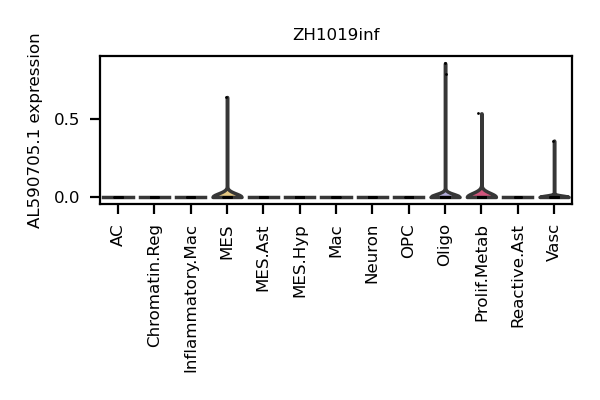 ZH1019inf
AL590705.1 expression
0.5
0.0
AC
Chromatin.Reg
Inflammatory.Mac
MES
MES.Ast
MES.Hyp
Mac
Neuron
OPC
Oligo
Prolif.Metab
Reactive.Ast
Vasc